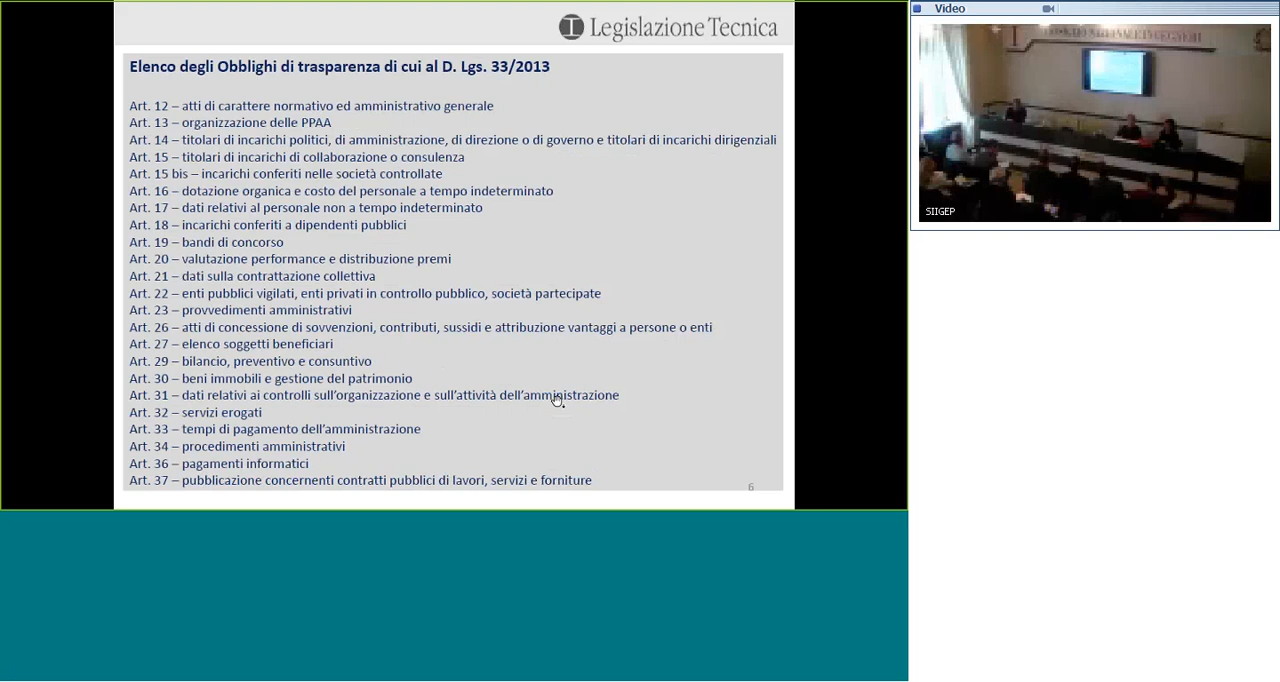 Legislazione Tecnica
Elenco degli Obblighi di trasparenza di cui al D. Lgs. 33/2013
Art. 12 – atti di carattere normativo ed amministrativo generale
Art. 13 – organizzazione delle PPAA
Art. 14 – titolari di incarichi politici, di amministrazione, di direzione o di governo e titolari di incarichi dirigenziali
Art. 15 – titolari di incarichi di collaborazione o consulenza
Art. 15 bis – incarichi conferiti nelle società controllate
Art. 16 – dotazione organica e costo del personale a tempo indeterminato
Art. 17 – dati relativi al personale non a tempo indeterminato
Art. 18 – incarichi conferiti a dipendenti pubblici
Art. 19 – bandi di concorso
Art. 20 – valutazione performance e distribuzione premi
Art. 21 – dati sulla contrattazione collettiva
Art. 22 – enti pubblici vigilati, enti privati in controllo pubblico, società partecipate
Art. 23 – provvedimenti amministrativi
Art. 26 – atti di concessione di sovvenzioni, contributi, sussidi e attribuzione vantaggi a persone o enti
Art. 27 – elenco soggetti beneficiari
Art. 29 – bilancio, preventivo e consuntivo
Art. 30 – beni immobili e gestione del patrimonio
Art. 31 – dati relativi ai controlli sull'organizzazione e sull'attività dell'amministrazione
Art. 32 – servizi erogati
Art. 33 – tempi di pagamento dell'amministrazione
Art. 34 – procedimenti amministrativi
Art. 36 – pagamenti informatici
Art. 37 – pubblicazione concernenti contratti pubblici di lavori, servizi e forniture
6
Video
SIIGEP